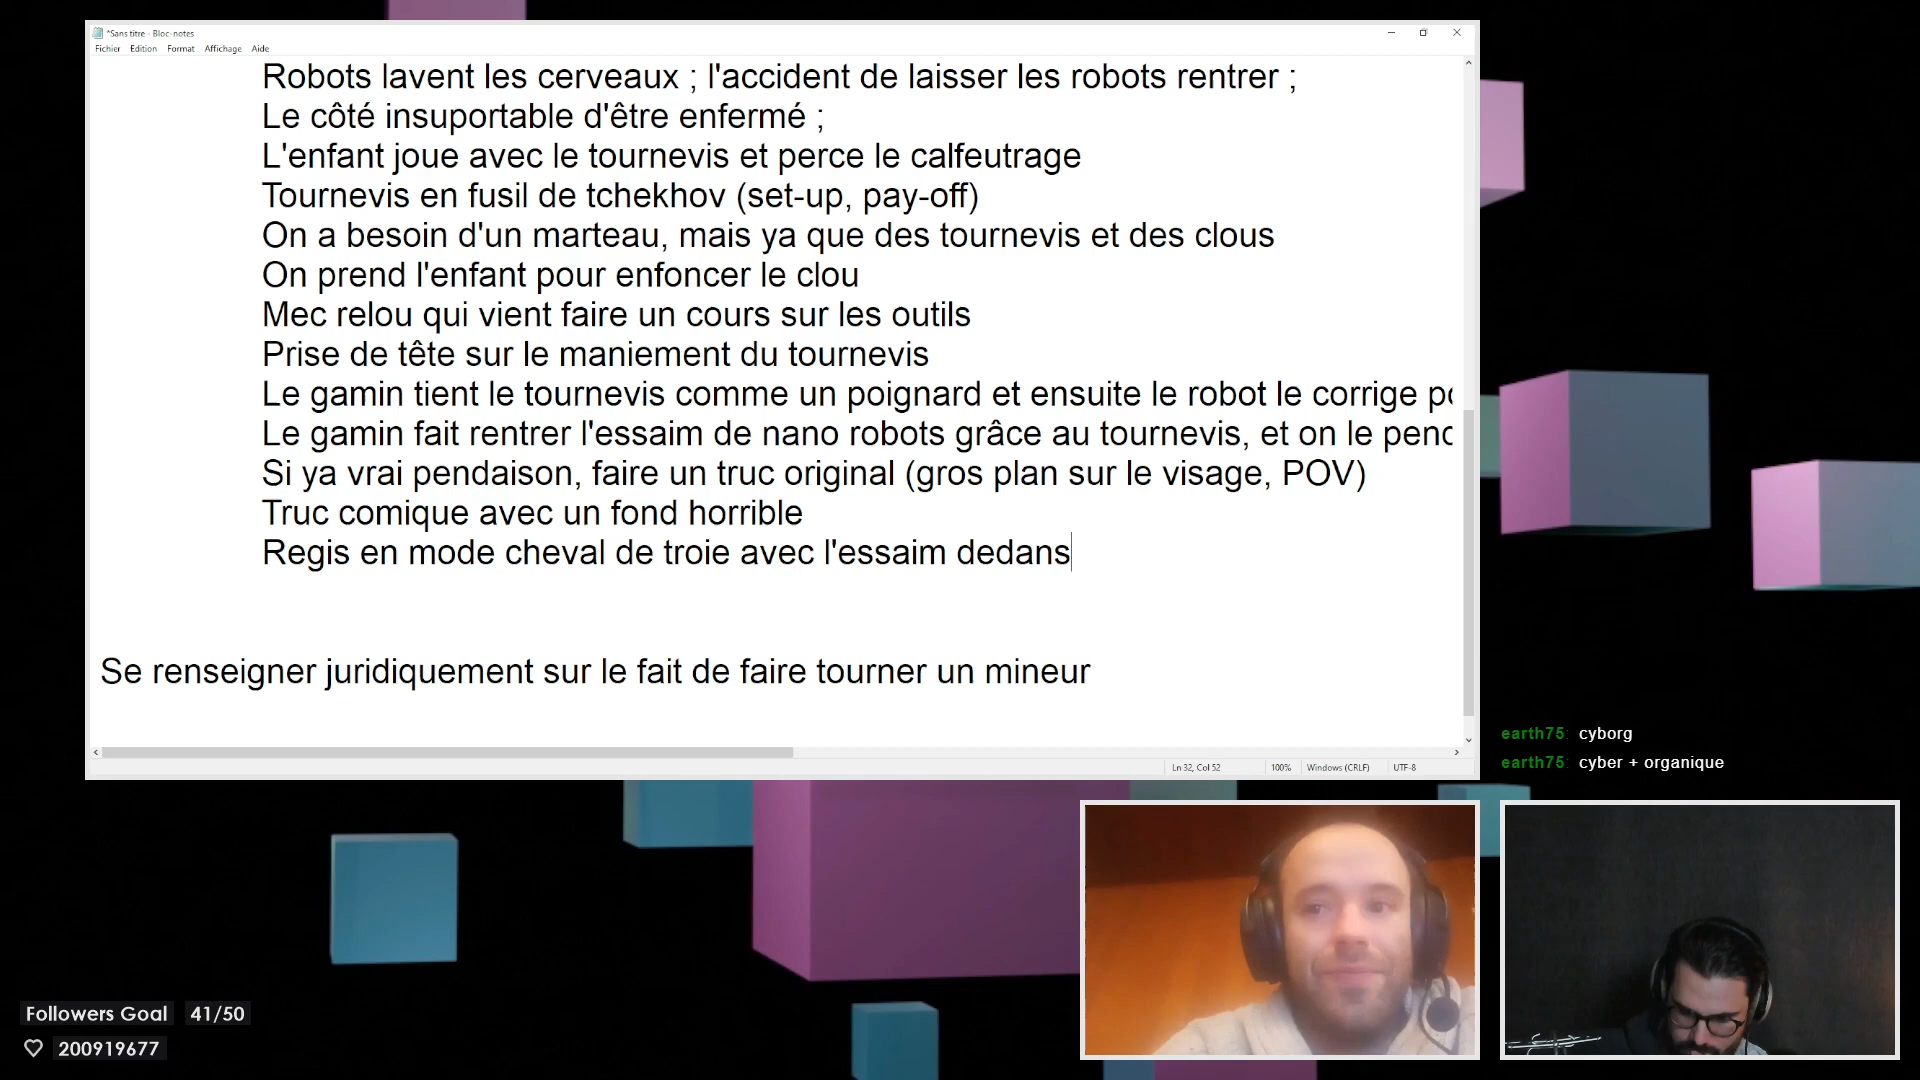 *Sans titre - Bloc-notes
Fichier Edition Format Affichage Aide
Robots lavent les cerveaux ; l'accident de laisser les robots rentrer ;
Le côté insuportable d'être enfermé ;
L'enfant joue avec le tournevis et perce le calfeutrage
Tournevis en fusil de tchekhov (set-up, pay-off)
On a besoin d'un marteau, mais ya que des tournevis et des clous
On prend l'enfant pour enfoncer le clou
Mec relou qui vient faire un cours sur les outils
Prise de tête sur le maniement du tournevis
Le gamin tient le tournevis comme un poignard et ensuite le robot le corrige
Le gamin fait rentrer l'essaim de nano robots grâce au tournevis, et on le
Si ya vrai pendaison, faire un truc original (gros plan sur le visage, POV)
Truc comique avec un fond horrible
Regis en mode cheval de troie avec l'essaim dedans
Se renseigner juridiquement sur le fait de faire tourner un mineur
Ln 32, Col 52 100% Windows (CRLF) UTF-8
earth75: cyborg
earth75: cyber + organique
Followers Goal 41/50
200919677